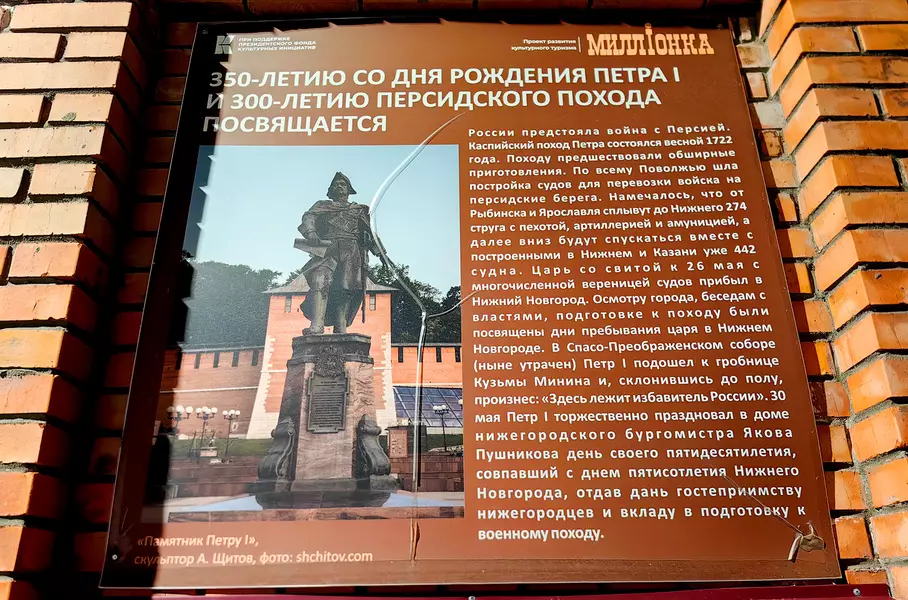 ПРИ ПОДДЕРЖКЕ
ПРЕЗИДЕНТСКОГО ФОНДА
КУЛЬТУРНЫХ ИНИЦИАТИВ
Проект развития
культурного туризма
МИЛЛIОНКА
350-ЛЕТИЮ СО ДНЯ РОЖДЕНИЯ ПЕТРА I
И 300-ЛЕТИЮ ПЕРСИДСКОГО ПОХОДА
ПОСВЯЩАЕТСЯ
России предстояла война с Персией.
Каспийский поход Петра состоялся весной 1722
года. Походу предшествовали обширные
приготовления. По всему Поволжью шла
постройка судов для перевозки войска на
персидские берега. Намечалось, что от
Рыбинска и Ярославля сплывут до Нижнего 274
струга с пехотой, артиллерией и амуницией, а
далее вниз будут спускаться вместе с
построенными в Нижнем и Казани уже 442
судна. Царь со свитой к 26 мая с
многочисленной вереницей судов прибыл в
Нижний Новгород. Осмотру города, беседам с
властями, подготовке к походу были
посвящены дни пребывания царя в Нижнем
Новгороде. В Спасо-Преображенском соборе
(ныне утрачен) Петр I подошел к гробнице
Кузьмы Минина и, склонившись до полу,
произнес: «Здесь лежит избавитель России». 30
мая Петр I торжественно праздновал в доме
нижегородского бургомистра Якова
Пушникова день своего пятидесятилетия,
совпавший с днем пятисотлетия Нижнего
Новгорода, отдав дань гостеприимству
нижегородцев и вкладу в подготовку к
военному походу.
«Памятник Петру I»,
скульптор А. Щитов, фото: shchitov.com